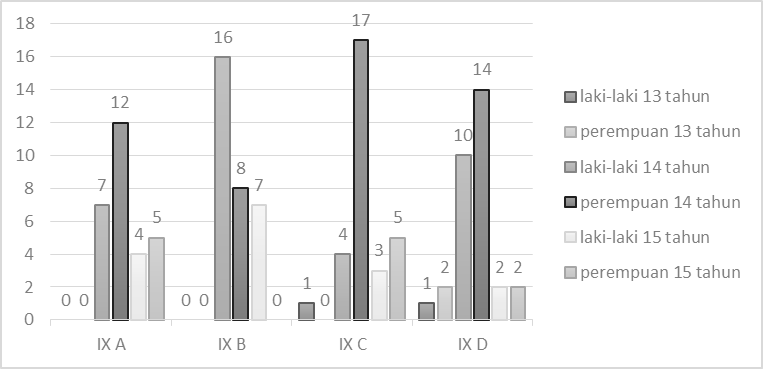 18
16
14
12
10
8
6
4
2
0
0 0 7 12 4 5
0 0 16 8 7 0
1 0 4 17 3 5
1 2 10 14 2 2
IX A IX B IX C IX D
laki-laki 13 tahun
perempuan 13 tahun
laki-laki 14 tahun
perempuan 14 tahun
laki-laki 15 tahun
perempuan 15 tahun